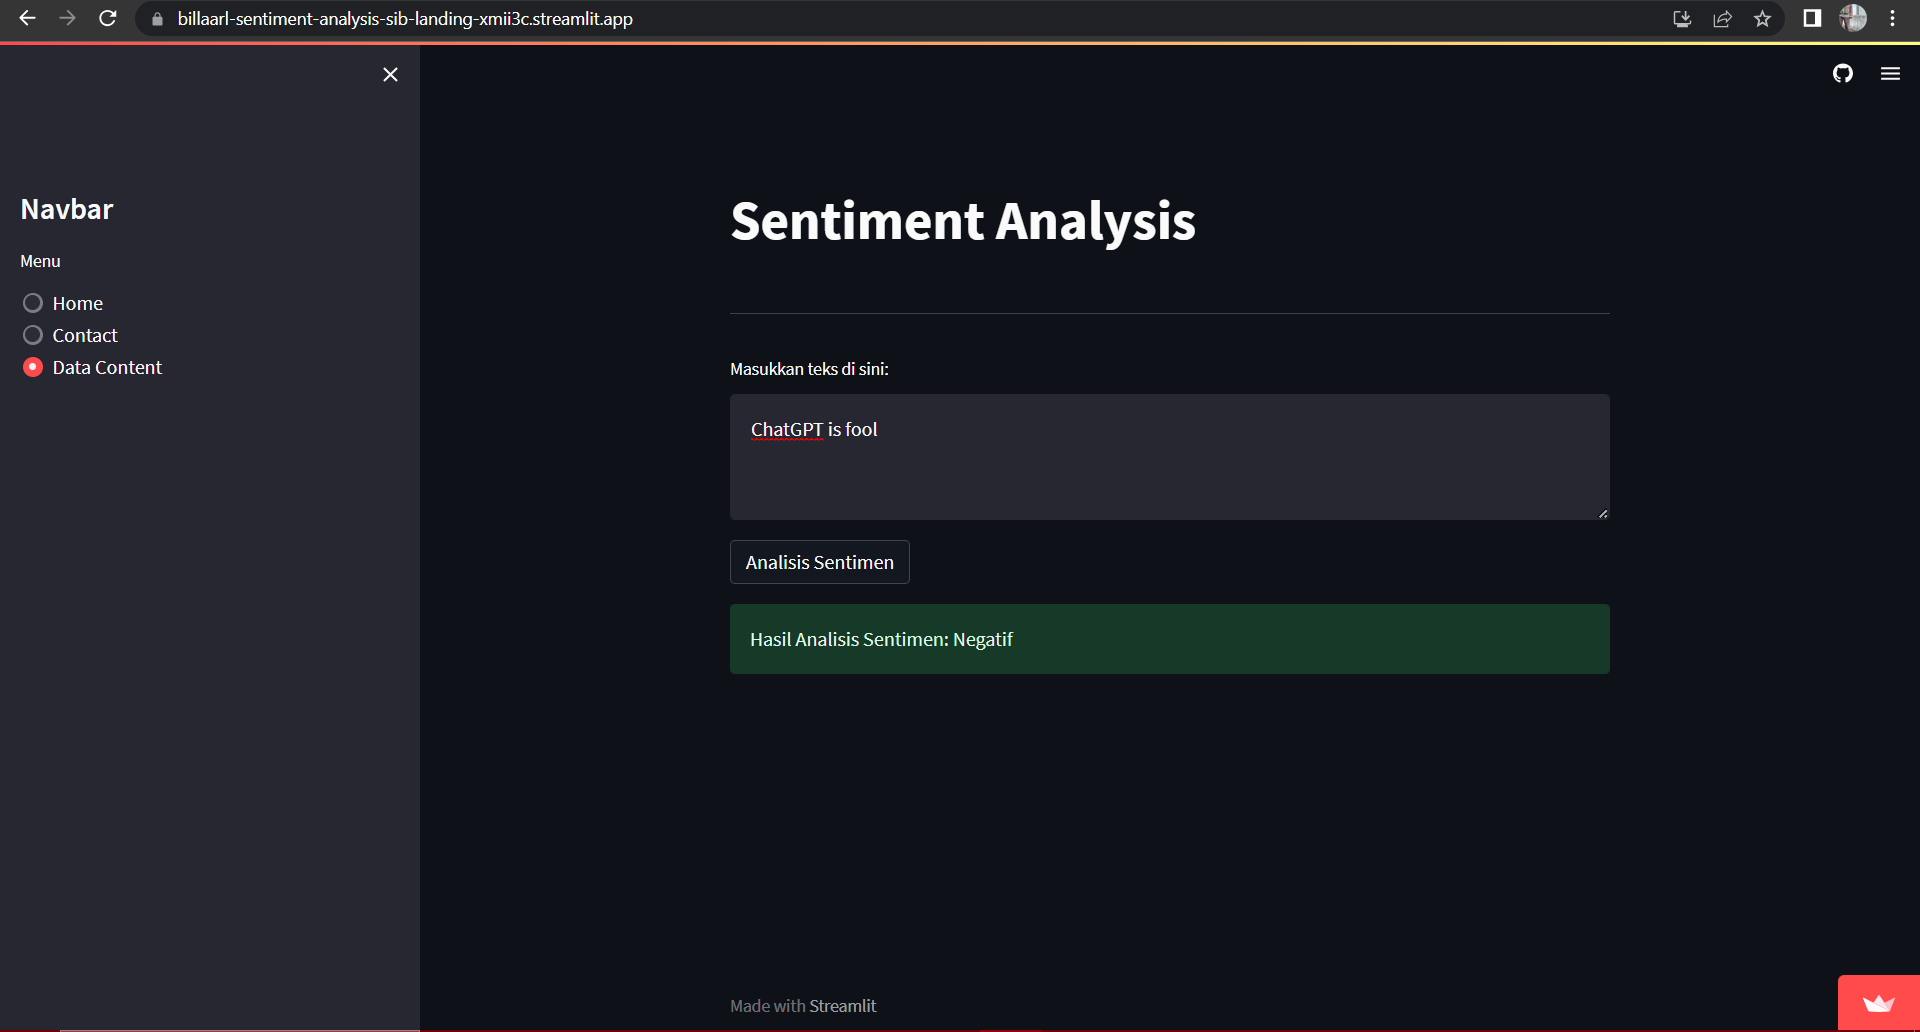 billaarl-sentiment-analysis-sib-landing-xmii3c.streamlit.app
Navbar
Menu
Home
Contact
Data Content
Sentiment Analysis
Masukkan teks di sini:
ChatGPT is fool
Analisis Sentimen
Hasil Analisis Sentimen: Negatif
Made with Streamlit